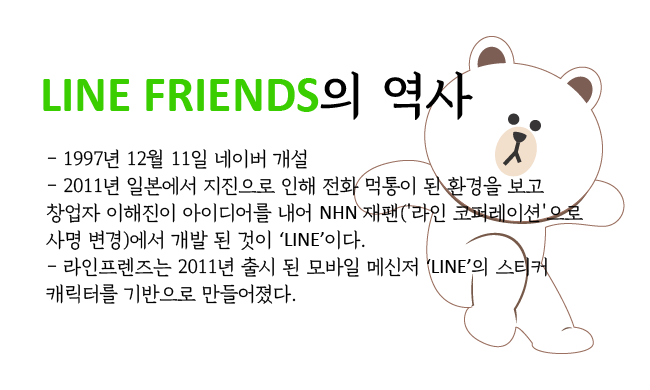 LINE FRIENDS의 역사
- 1997년 12월 11일 네이버 개설
- 2011년 일본에서 지진으로 인해 전화 먹통이 된 환경을 보고
창업자 이해진이 아이디어를 내어 NHN 재팬('라인 코퍼레이션'으로
사명 변경)에서 개발 된 것이 ‘LINE’이다.
- 라인프렌즈는 2011년 출시 된 모바일 메신저 ‘LINE’의 스티커
캐릭터를 기반으로 만들어졌다.